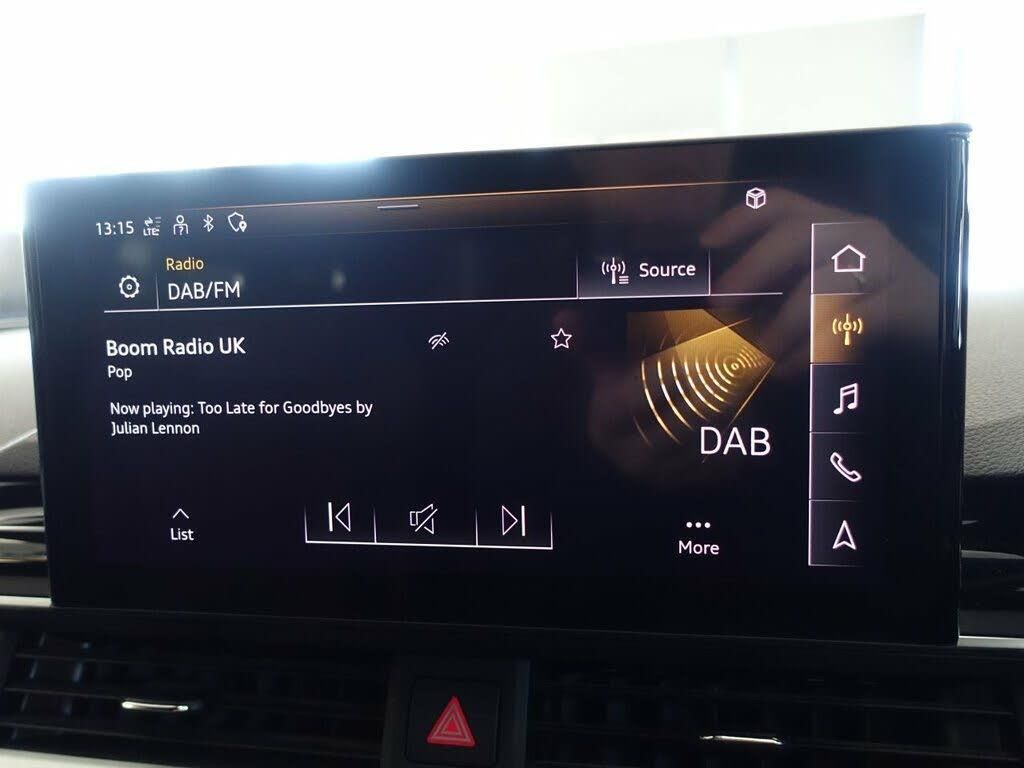 13:15 LTE
Radio
DAB/FM
Source
Boom Radio UK
Pop
Now playing: Too Late for Goodbyes by
Julian Lennon
DAB
List
More